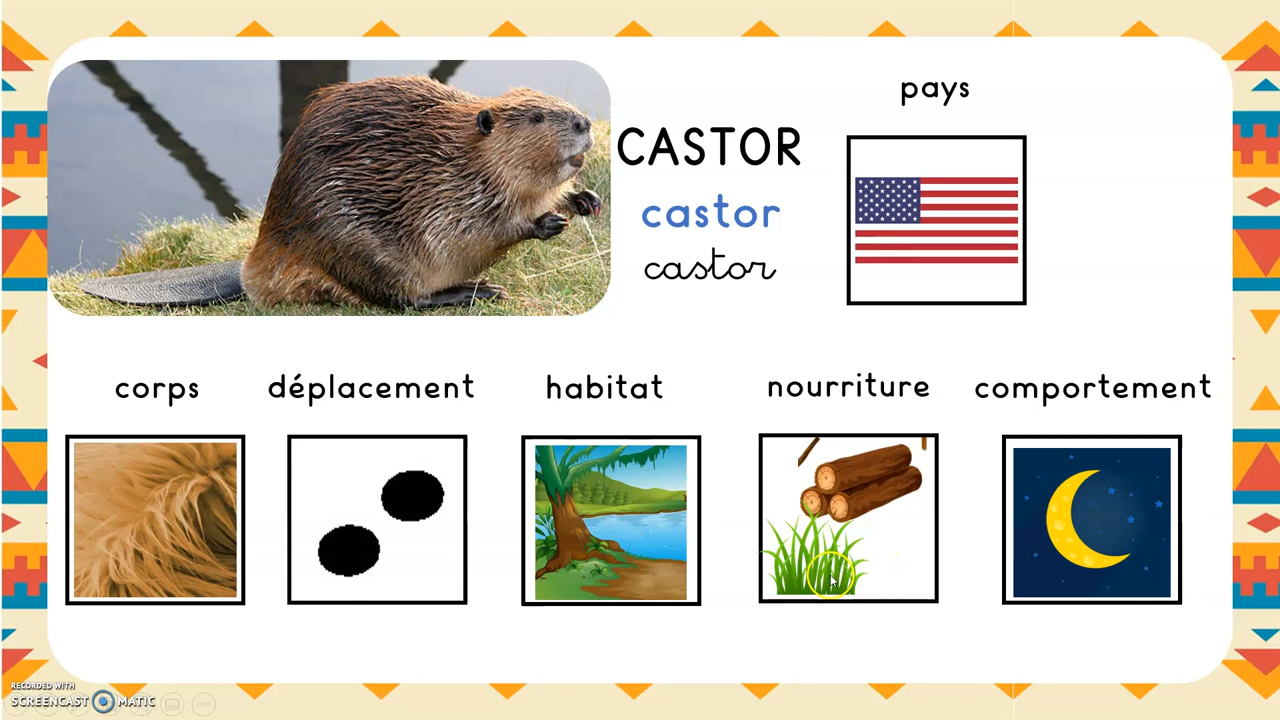 pays
CASTOR
castor
castor
corps
déplacement
habitat
nourriture
comportement
RECORDED WITH
SCREENCAST MATIC